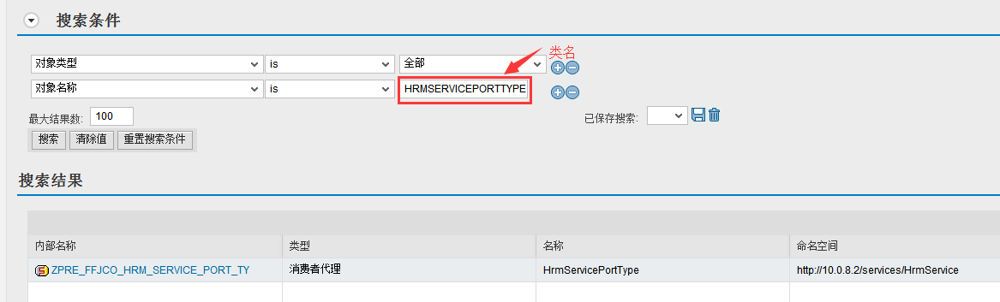 搜索条件
类名
对象类型 is 全部
对象名称 is HRMSERVICEPORTTYPE
最大结果数: 100 已保存搜索:
搜索 清除值 重置搜索条件
搜索结果
内部名称 类型 名称 命名空间
ZPRE_FFJCO_HRM_SERVICE_PORT_TY 消费者代理 HrmServicePortType http://10.0.8.2/services/HrmService